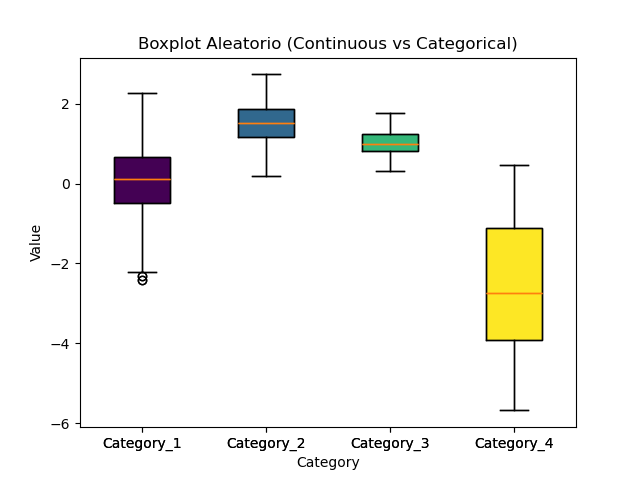 Boxplot Aleatorio (Continuous vs Categorical)
2
0
−2
−4
−6
Value
Category_1 Category_2 Category_3 Category_4
Category